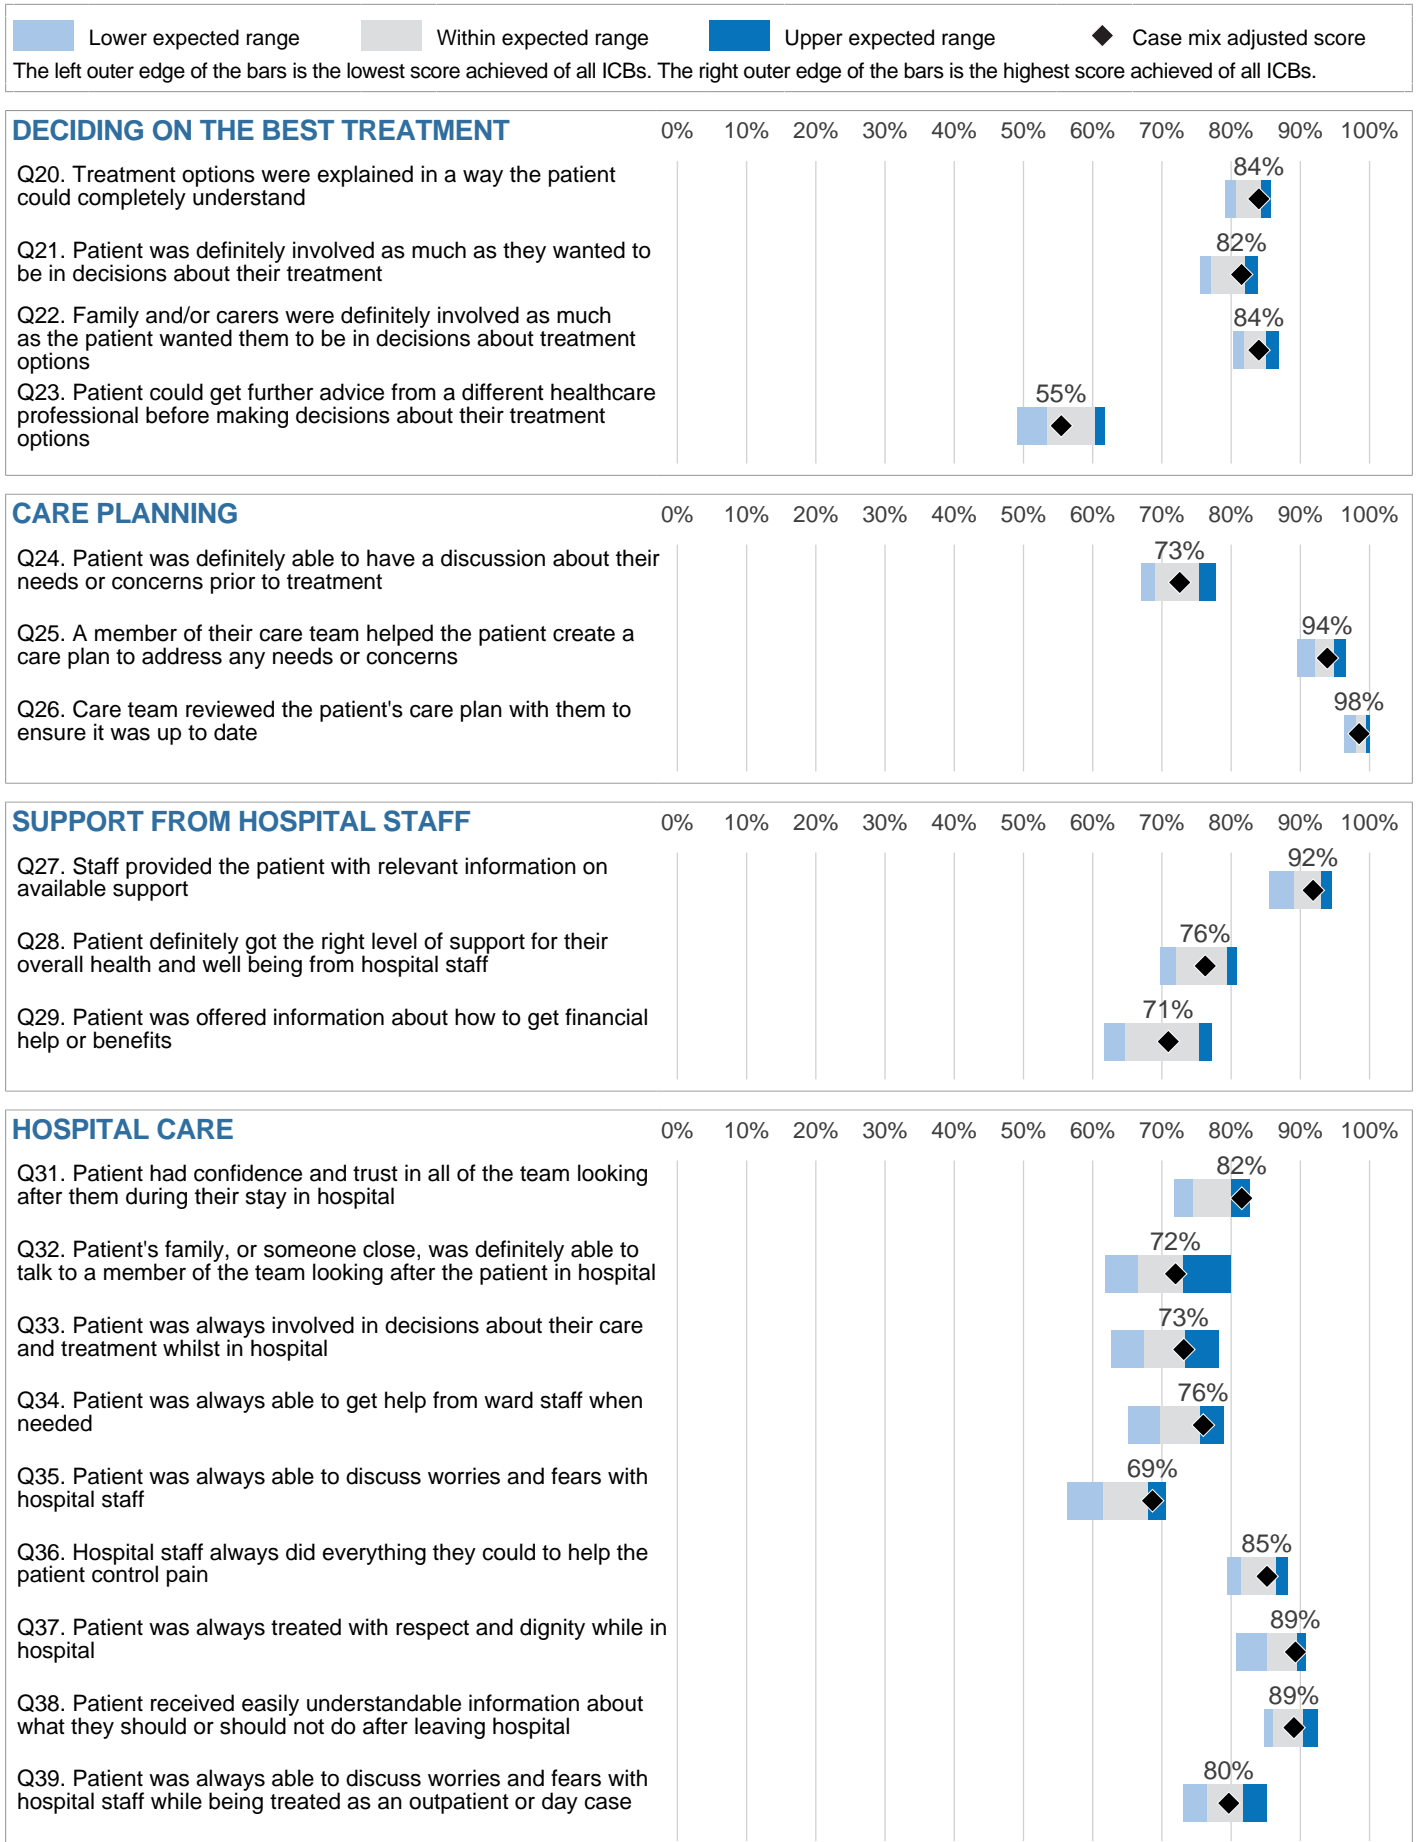 Lower expected range Within expected range Upper expected range Case mix adjusted score
The left outer edge of the bars is the lowest score achieved of all ICBs. The right outer edge of the bars is the highest score achieved of all ICBs.
DECIDING ON THE BEST TREATMENT 0% 10% 20% 30% 40% 50% 60% 70% 80% 90% 100%
Q20. Treatment options were explained in a way the patient
could completely understand
84%
Q21. Patient was definitely involved as much as they wanted to
be in decisions about their treatment
82%
Q22. Family and/or carers were definitely involved as much
as the patient wanted them to be in decisions about treatment
options
84%
Q23. Patient could get further advice from a different healthcare
professional before making decisions about their treatment
options
55%
CARE PLANNING 0% 10% 20% 30% 40% 50% 60% 70% 80% 90% 100%
Q24. Patient was definitely able to have a discussion about their
needs or concerns prior to treatment
73%
Q25. A member of their care team helped the patient create a
care plan to address any needs or concerns
94%
Q26. Care team reviewed the patient's care plan with them to
ensure it was up to date
98%
SUPPORT FROM HOSPITAL STAFF 0% 10% 20% 30% 40% 50% 60% 70% 80% 90% 100%
Q27. Staff provided the patient with relevant information on
available support
92%
Q28. Patient definitely got the right level of support for their
overall health and well being from hospital staff
76%
Q29. Patient was offered information about how to get financial
help or benefits
71%
HOSPITAL CARE 0% 10% 20% 30% 40% 50% 60% 70% 80% 90% 100%
Q31. Patient had confidence and trust in all of the team looking
after them during their stay in hospital
82%
Q32. Patient's family, or someone close, was definitely able to
talk to a member of the team looking after the patient in hospital
72%
Q33. Patient was always involved in decisions about their care
and treatment whilst in hospital
73%
Q34. Patient was always able to get help from ward staff when
needed
76%
Q35. Patient was always able to discuss worries and fears with
hospital staff
69%
Q36. Hospital staff always did everything they could to help the
patient control pain
85%
Q37. Patient was always treated with respect and dignity while in
hospital
89%
Q38. Patient received easily understandable information about
what they should or should not do after leaving hospital
89%
Q39. Patient was always able to discuss worries and fears with
hospital staff while being treated as an outpatient or day case
80%